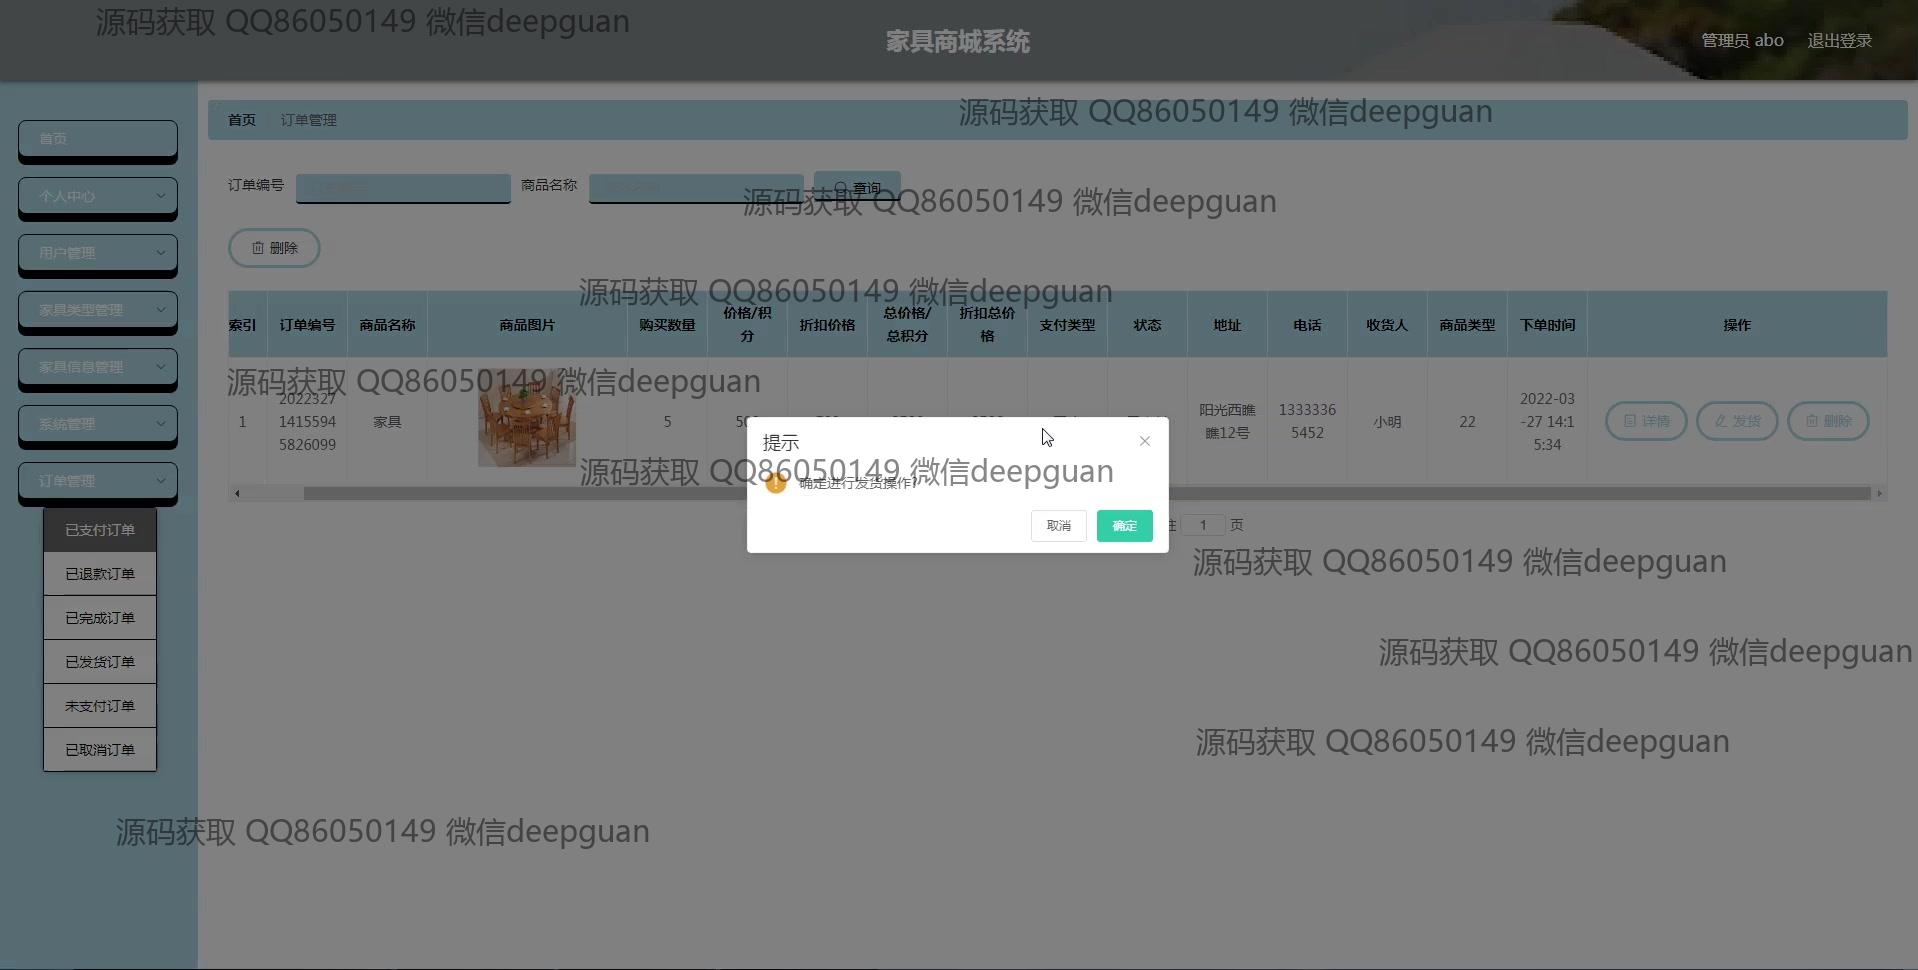 源码获取 QQ86050149 微信deepguan
家具商城系统
管理员 abo 退出登录
首页 订单管理
源码获取 QQ86050149 微信deepguan
首页
个人中心
用户管理
家具类型管理
家具信息管理
系统管理
订单管理
已支付订单
已退款订单
已完成订单
已发货订单
未支付订单
已取消订单
订单编号 商品名称 查询
源码获取 QQ86050149 微信deepguan
删除
源码获取 QQ86050149 微信deepguan
索引 订单编号 商品名称 商品图片 购买数量 价格/积分 折扣价格 总价格/总积分 折扣总价格 支付类型 状态 地址 电话 收货人 商品类型 下单时间 操作
源码获取 QQ86050149 微信deepguan
1 2022327 家具 5 阳光西瞧 1333336 小明 22 2022-03 详情 发货 删除
1415594 瞧12号 5452 -27 14:1
5826099 5:34
提示
源码获取 QQ86050149 微信deepguan
确定进行发货操作?
取消 确定
往 1 页
源码获取 QQ86050149 微信deepguan
源码获取 QQ86050149 微信deepguan
源码获取 QQ86050149 微信deepguan
源码获取 QQ86050149 微信deepguan